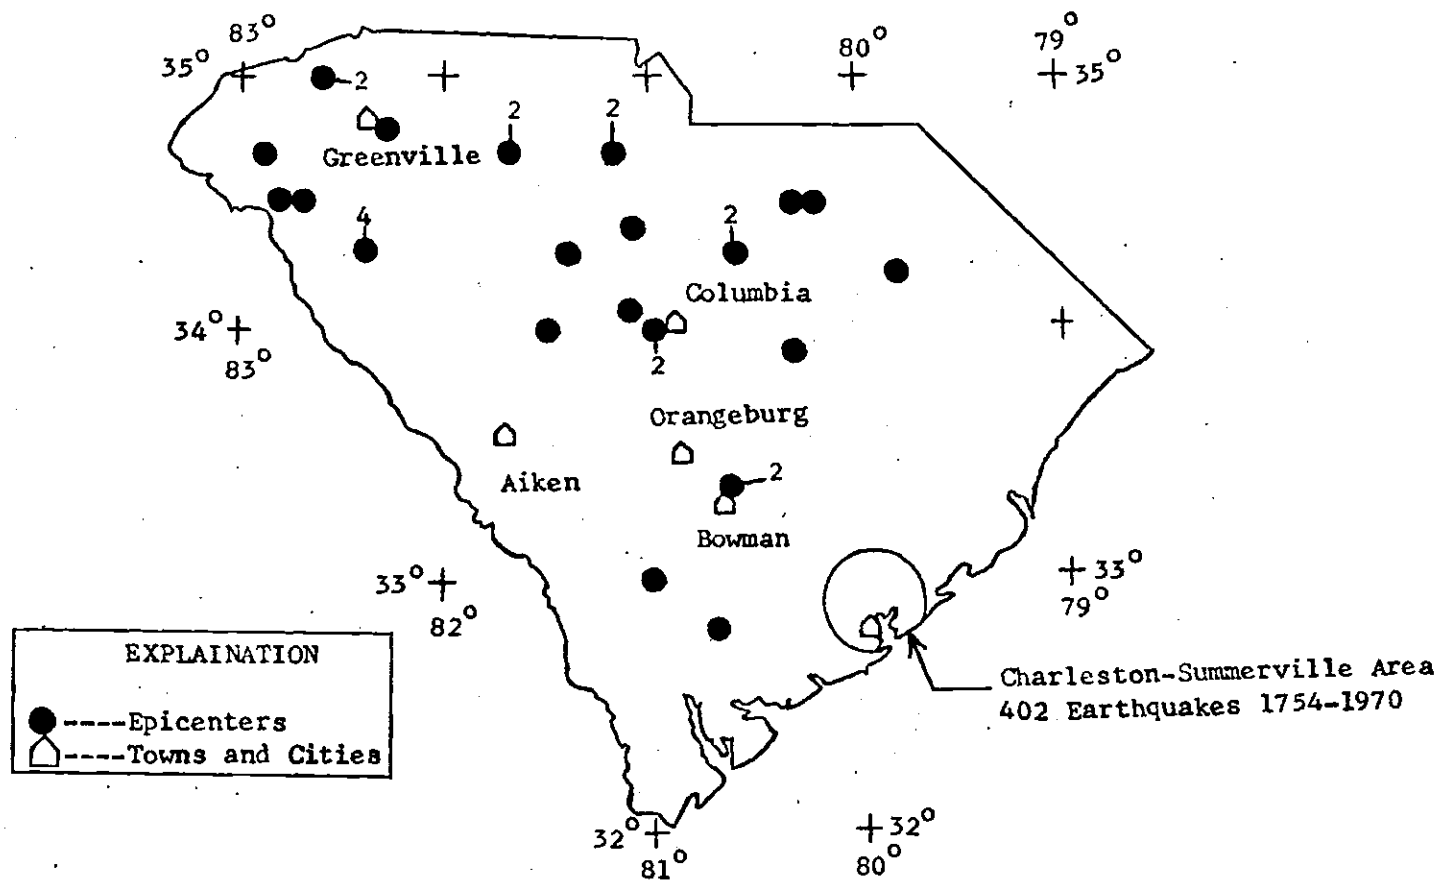 83°
79°
80°
35°
35°
2
2
2
Greenville
4
2
Columbia
34°
83°
2
Orangeburg
2
Aiken
Bowman
33°
33°
82°
79°
EXPLAINATION
----Epicenters
----Towns and Cities
Charleston-Summerville Area
402 Earthquakes 1754-1970
32°
32°
81°
80°